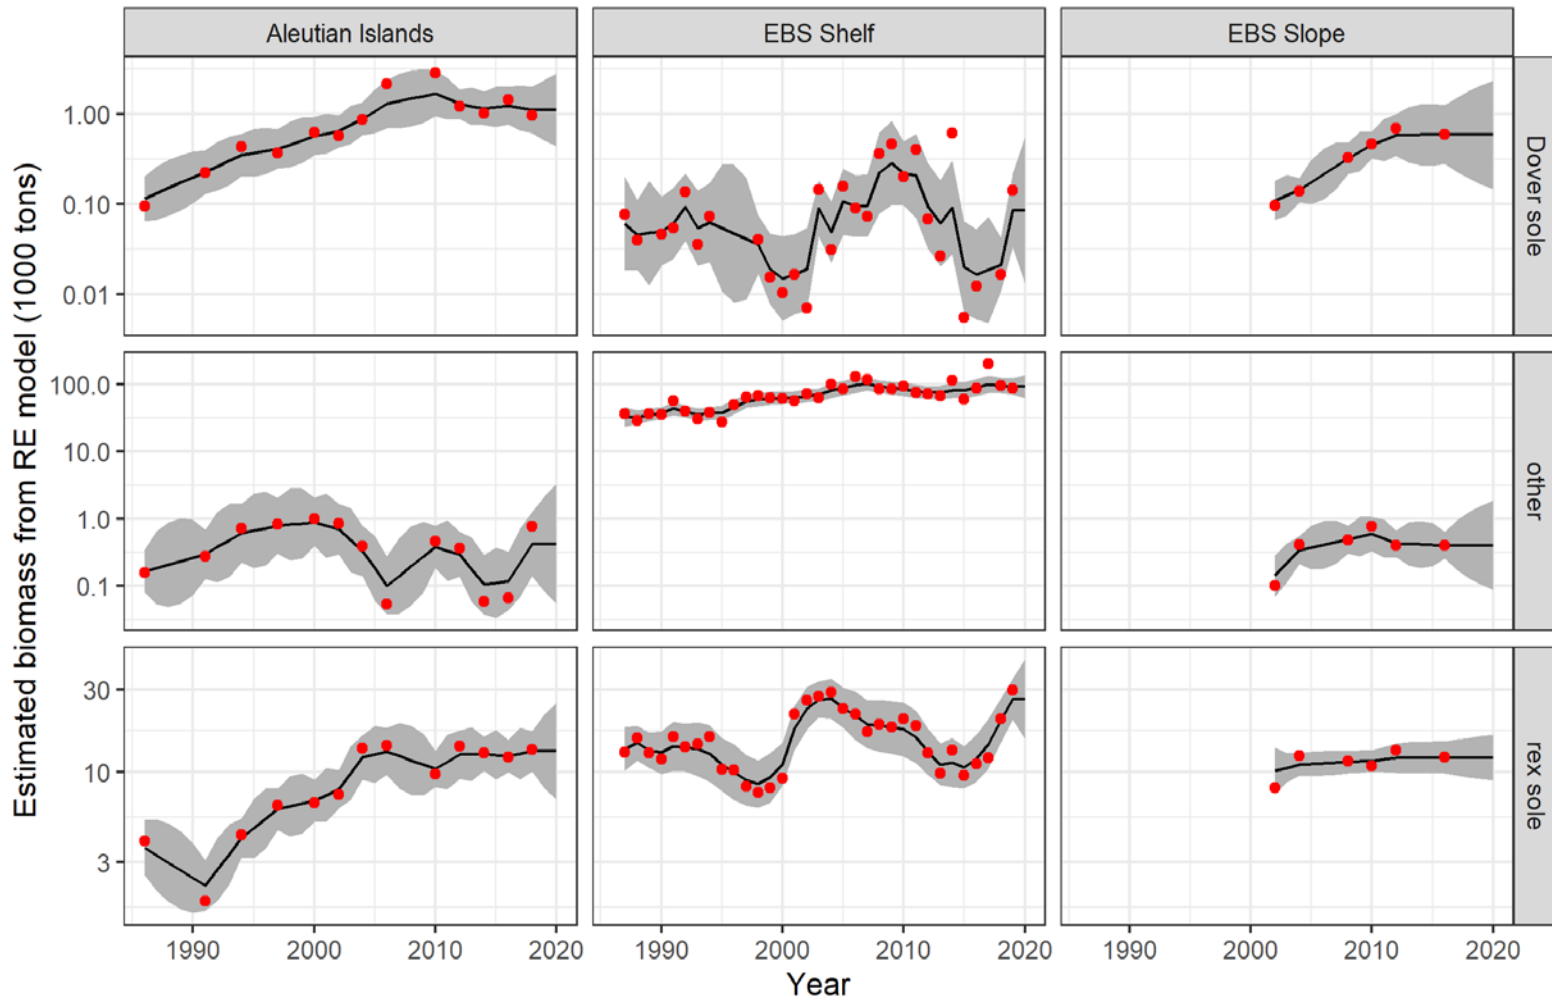 Aleutian Islands EBS Shelf EBS Slope
Estimated biomass from RE model (1000 tons)
1.00
0.10
0.01
Dover sole
100.0
10.0
1.0
0.1
other
30
10
3
rex sole
1990 2000 2010 2020 1990 2000 2010 2020 1990 2000 2010 2020
Year